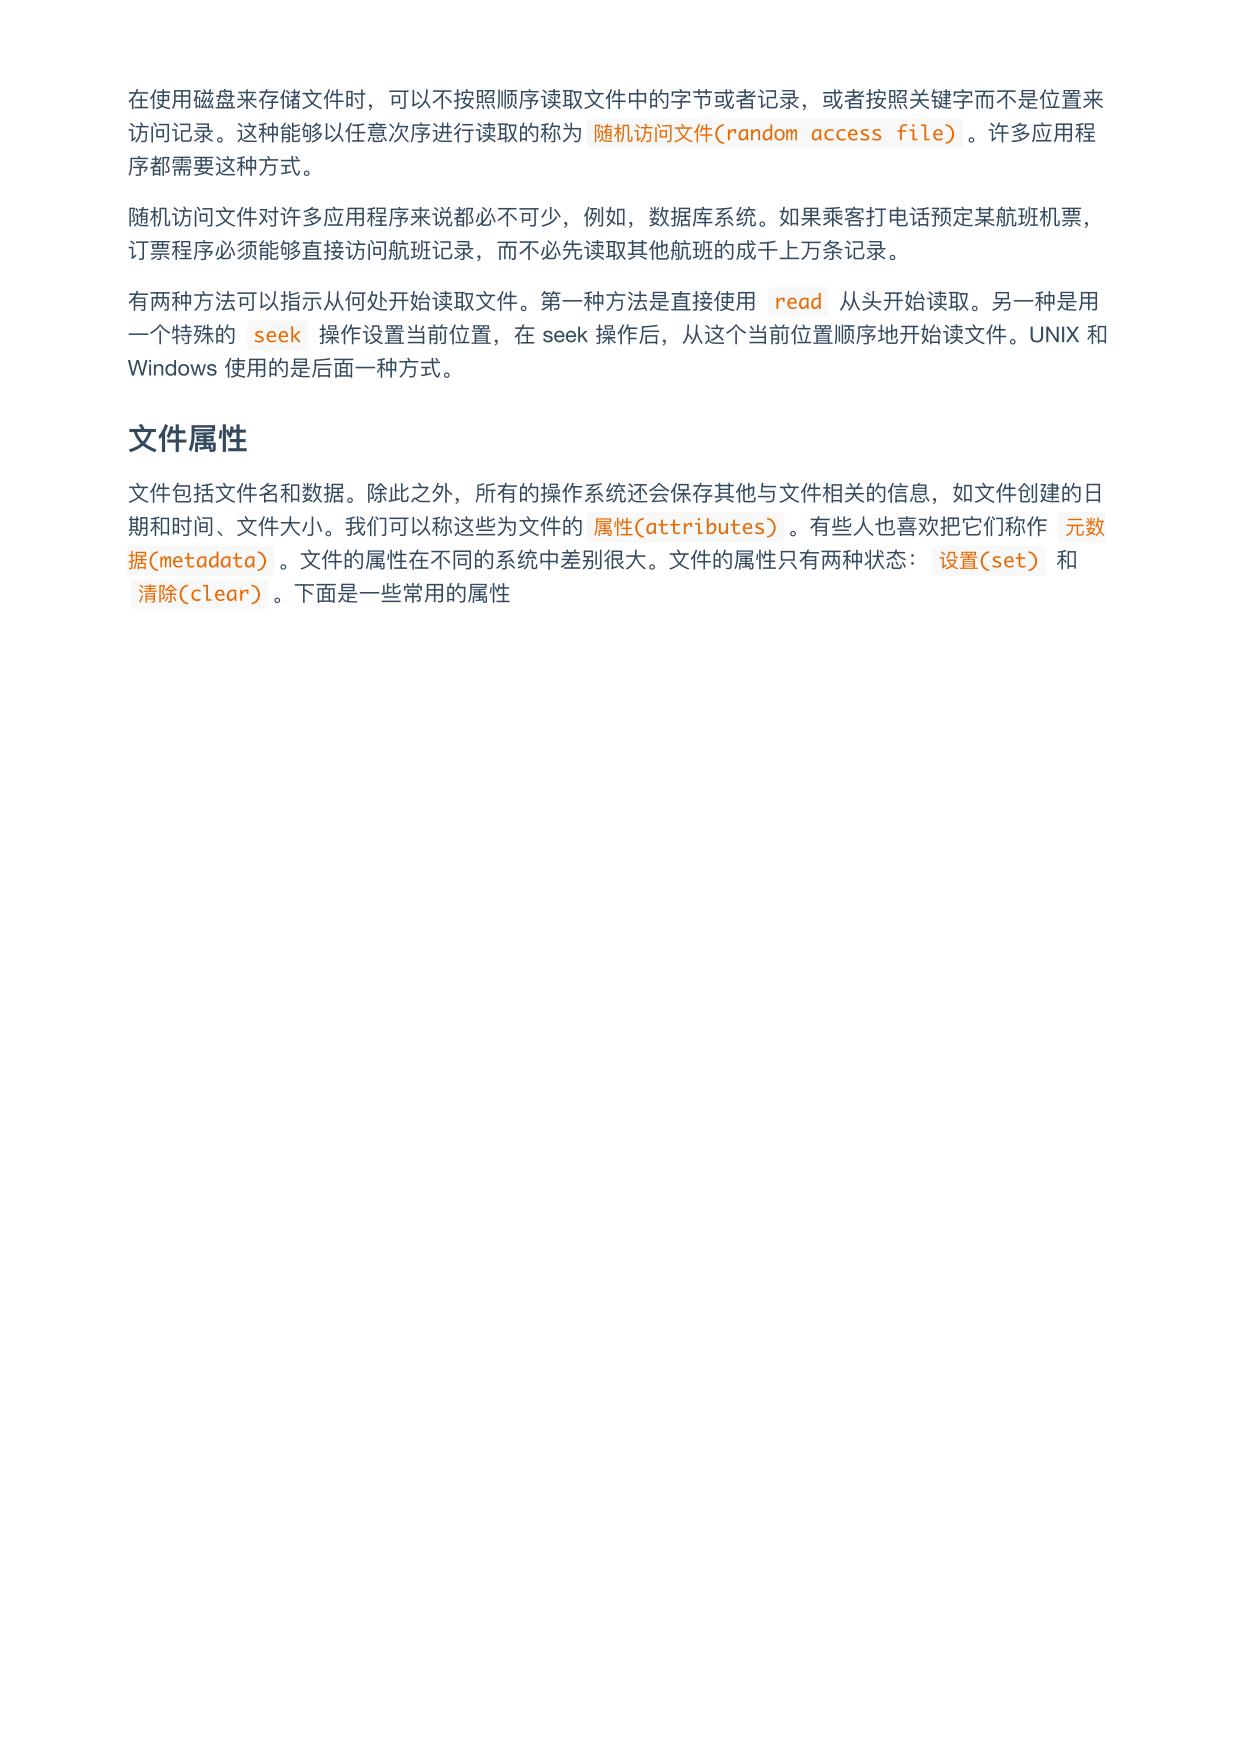 在使用磁盘来存储文件时，可以不按照顺序读取文件中的字节或者记录，或者按照关键字而不是位置来
访问记录。这种能够以任意次序进行读取的称为 随机访问文件(random access file) 。许多应用程
序都需要这种方式。
随机访问文件对许多应用程序来说都必不可少，例如，数据库系统。如果乘客打电话预定某航班机票，
订票程序必须能够直接访问航班记录，而不必先读取其他航班的成千上万条记录。
有两种方法可以指示从何处开始读取文件。第一种方法是直接使用 read 从头开始读取。另一种是用
一个特殊的 seek 操作设置当前位置，在 seek 操作后，从这个当前位置顺序地开始读文件。UNIX 和
Windows 使用的是后面一种方式。
文件属性
文件包括文件名和数据。除此之外，所有的操作系统还会保存其他与文件相关的信息，如文件创建的日
期和时间、文件大小。我们可以称这些为文件的 属性(attributes) 。有些人也喜欢把它们称作 元数
据(metadata) 。文件的属性在不同的系统中差别很大。文件的属性只有两种状态： 设置(set) 和
清除(clear) 。下面是一些常用的属性